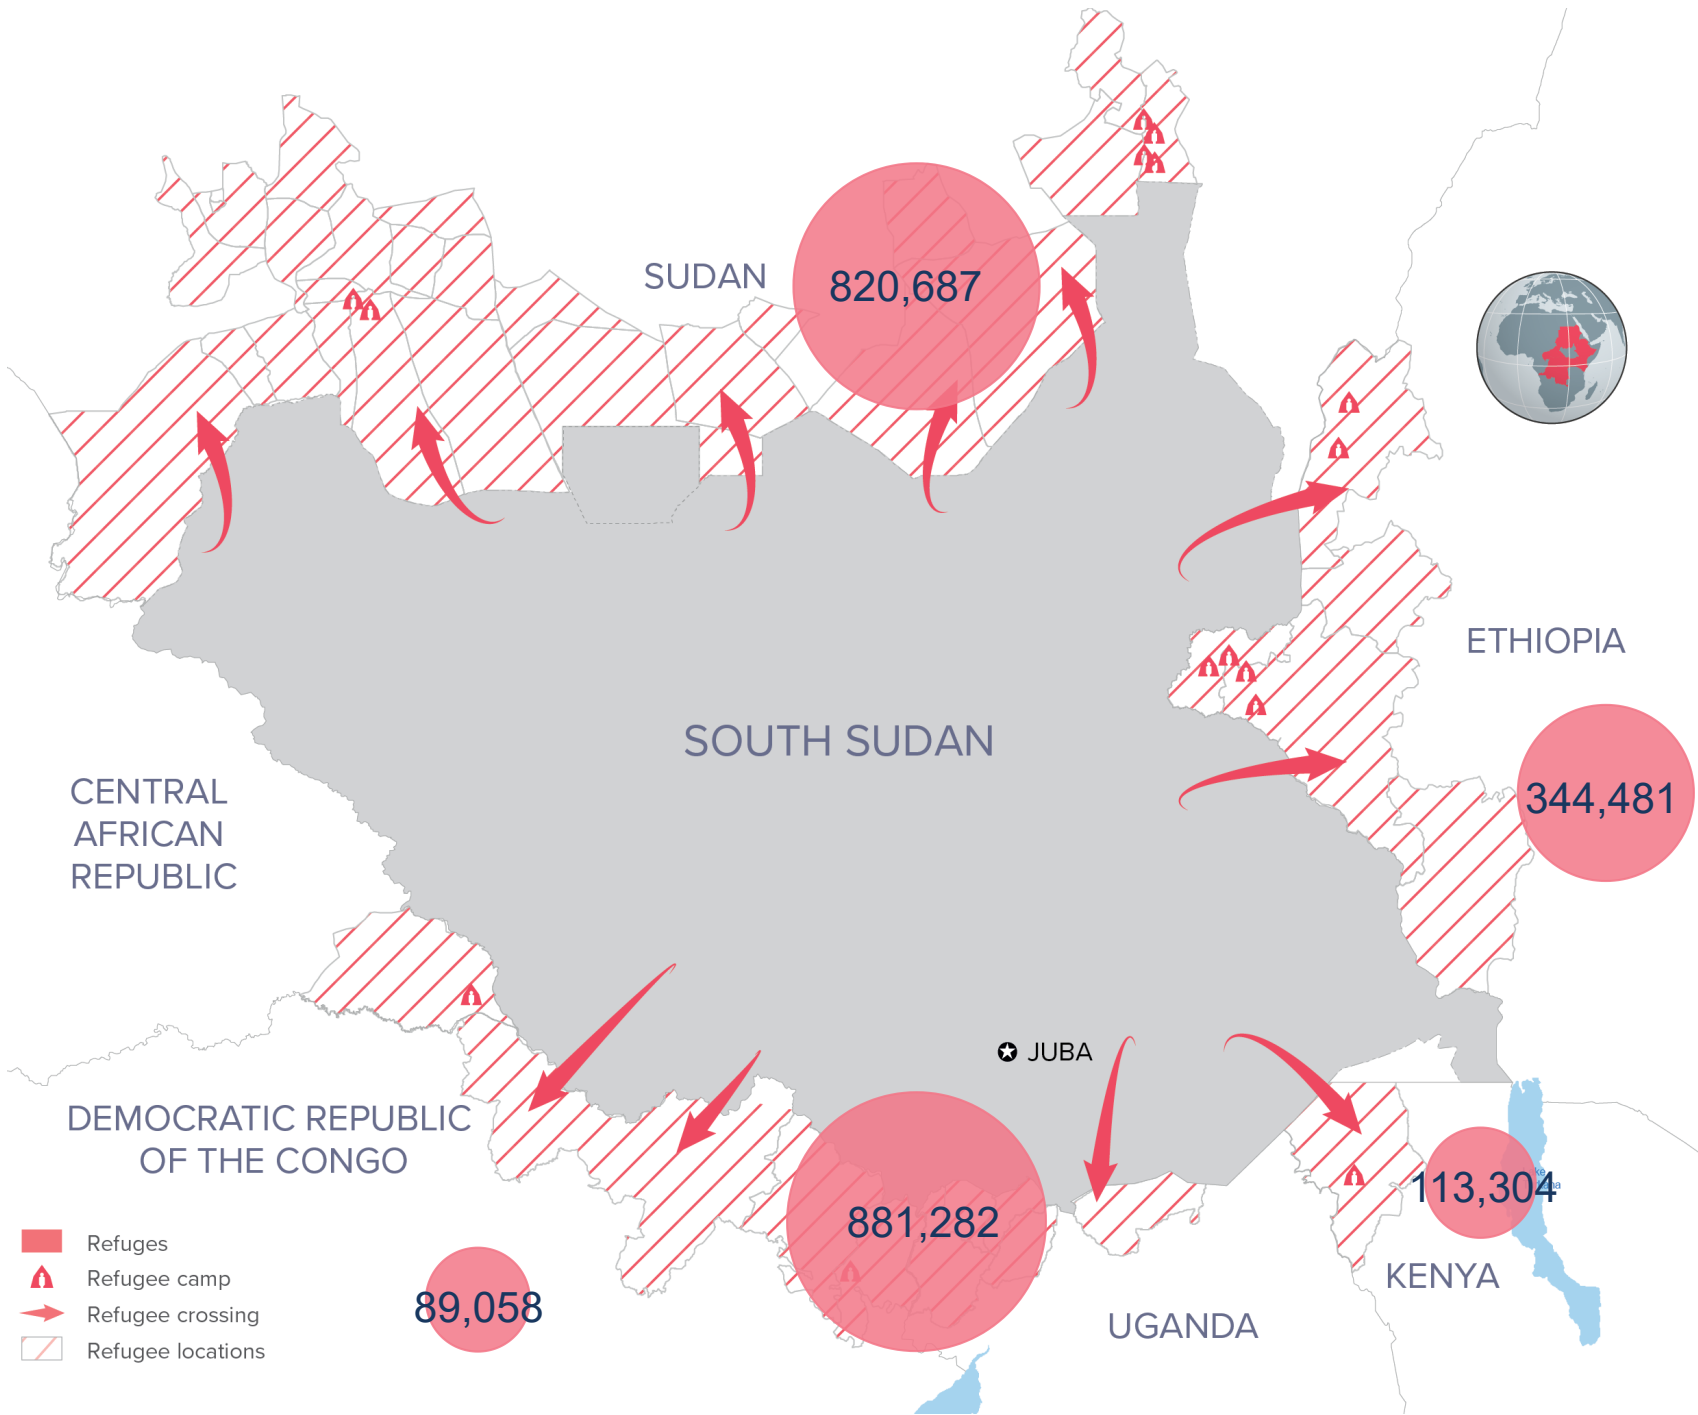 SUDAN
820,687
ETHIOPIA
344,481
SOUTH SUDAN
CENTRAL
AFRICAN
REPUBLIC
JUBA
DEMOCRATIC REPUBLIC
OF THE CONGO
881,282
113,304
KENYA
UGANDA
89,058
Refuges
Refugee camp
Refugee crossing
Refugee locations